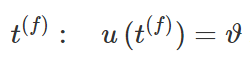 t^{(f)} :   u(t^{(f)}) = ϑ